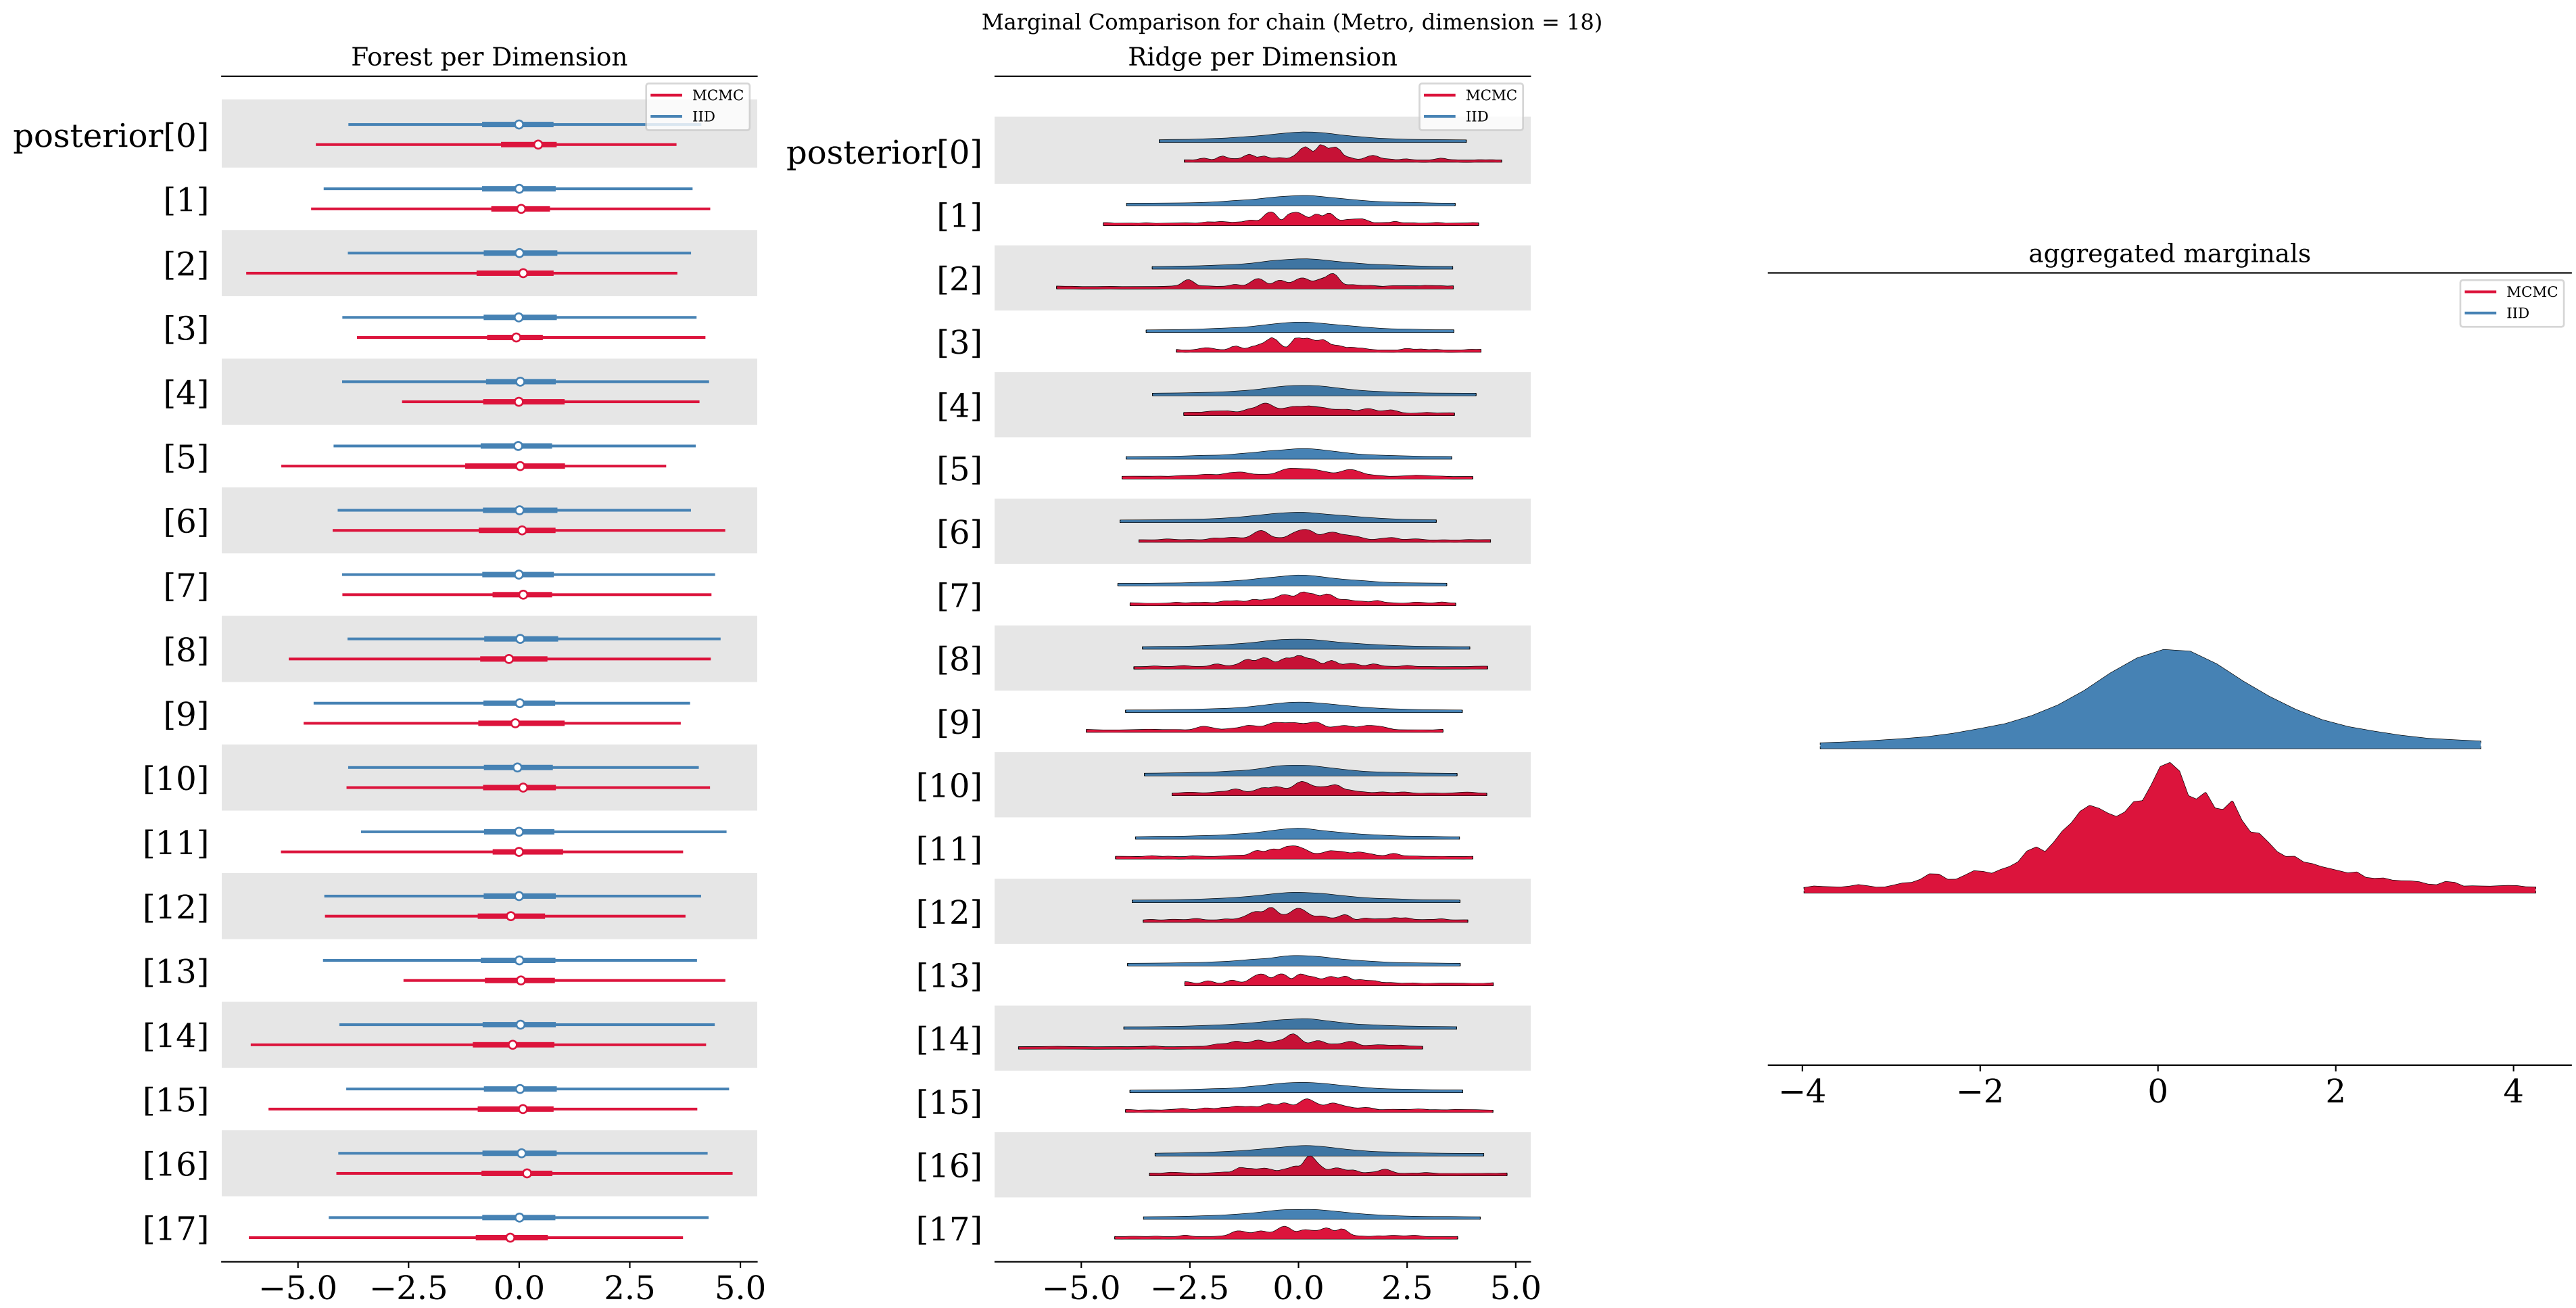 Marginal Comparison for chain (Metro, dimension = 18)
Forest per Dimension
MCMC
IID
posterior[0]
[1]
[2]
[3]
[4]
[5]
[6]
[7]
[8]
[9]
[10]
[11]
[12]
[13]
[14]
[15]
[16]
[17]
−5.0 −2.5 0.0 2.5 5.0
Ridge per Dimension
MCMC
IID
posterior[0]
[1]
[2]
[3]
[4]
[5]
[6]
[7]
[8]
[9]
[10]
[11]
[12]
[13]
[14]
[15]
[16]
[17]
−5.0 −2.5 0.0 2.5 5.0
aggregated marginals
MCMC
IID
−4 −2 0 2 4